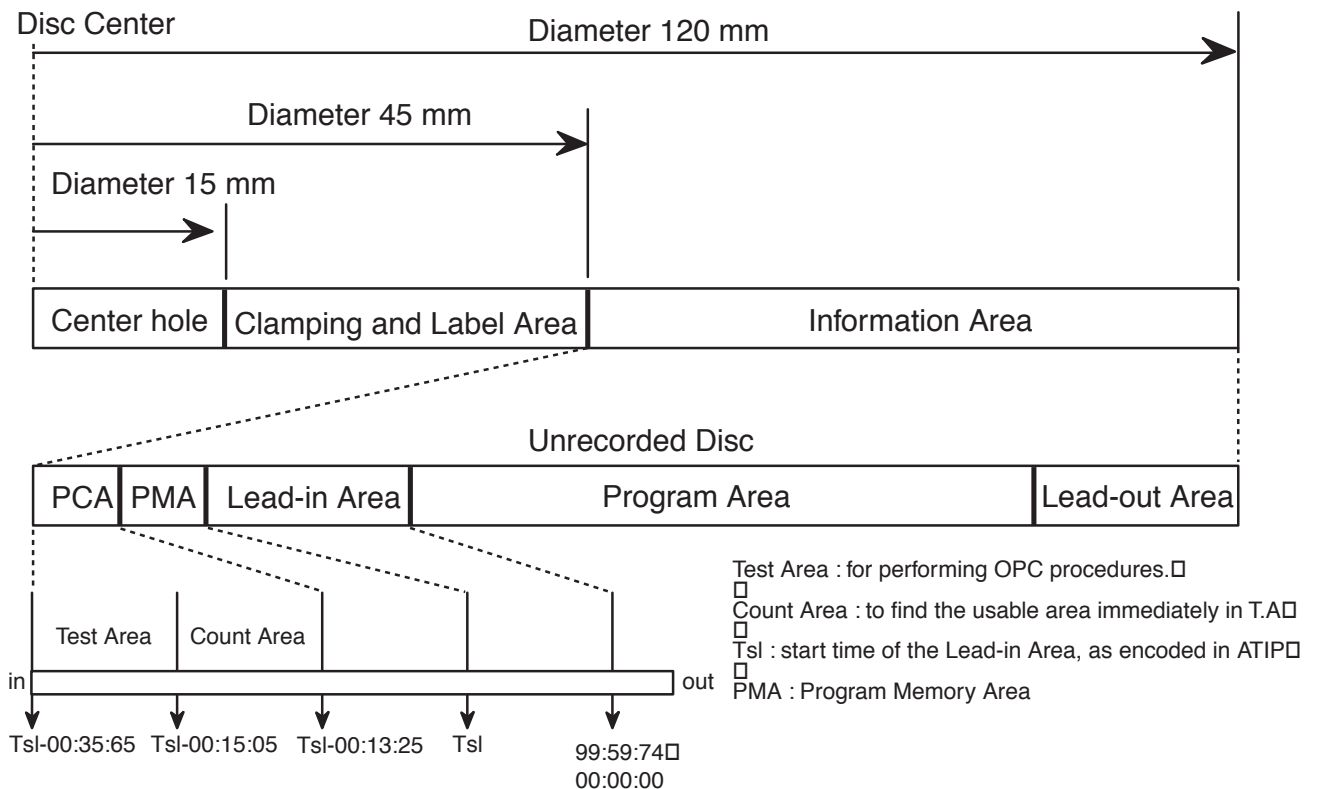 Disc Center
Diameter 120 mm
Diameter 45 mm
Diameter 15 mm
Center hole
Clamping and Label Area
Information Area
Unrecorded Disc
PCA
PMA
Lead-in Area
Program Area
Lead-out Area
Test Area : for performing OPC procedures.□
□
Count Area : to find the usable area immediately in T.A□
□
Tsl : start time of the Lead-in Area, as encoded in ATIP□
□
PMA : Program Memory Area
Test Area
Count Area
in
out
Tsl-00:35:65
Tsl-00:15:05
Tsl-00:13:25
Tsl
99:59:74□
00:00:00